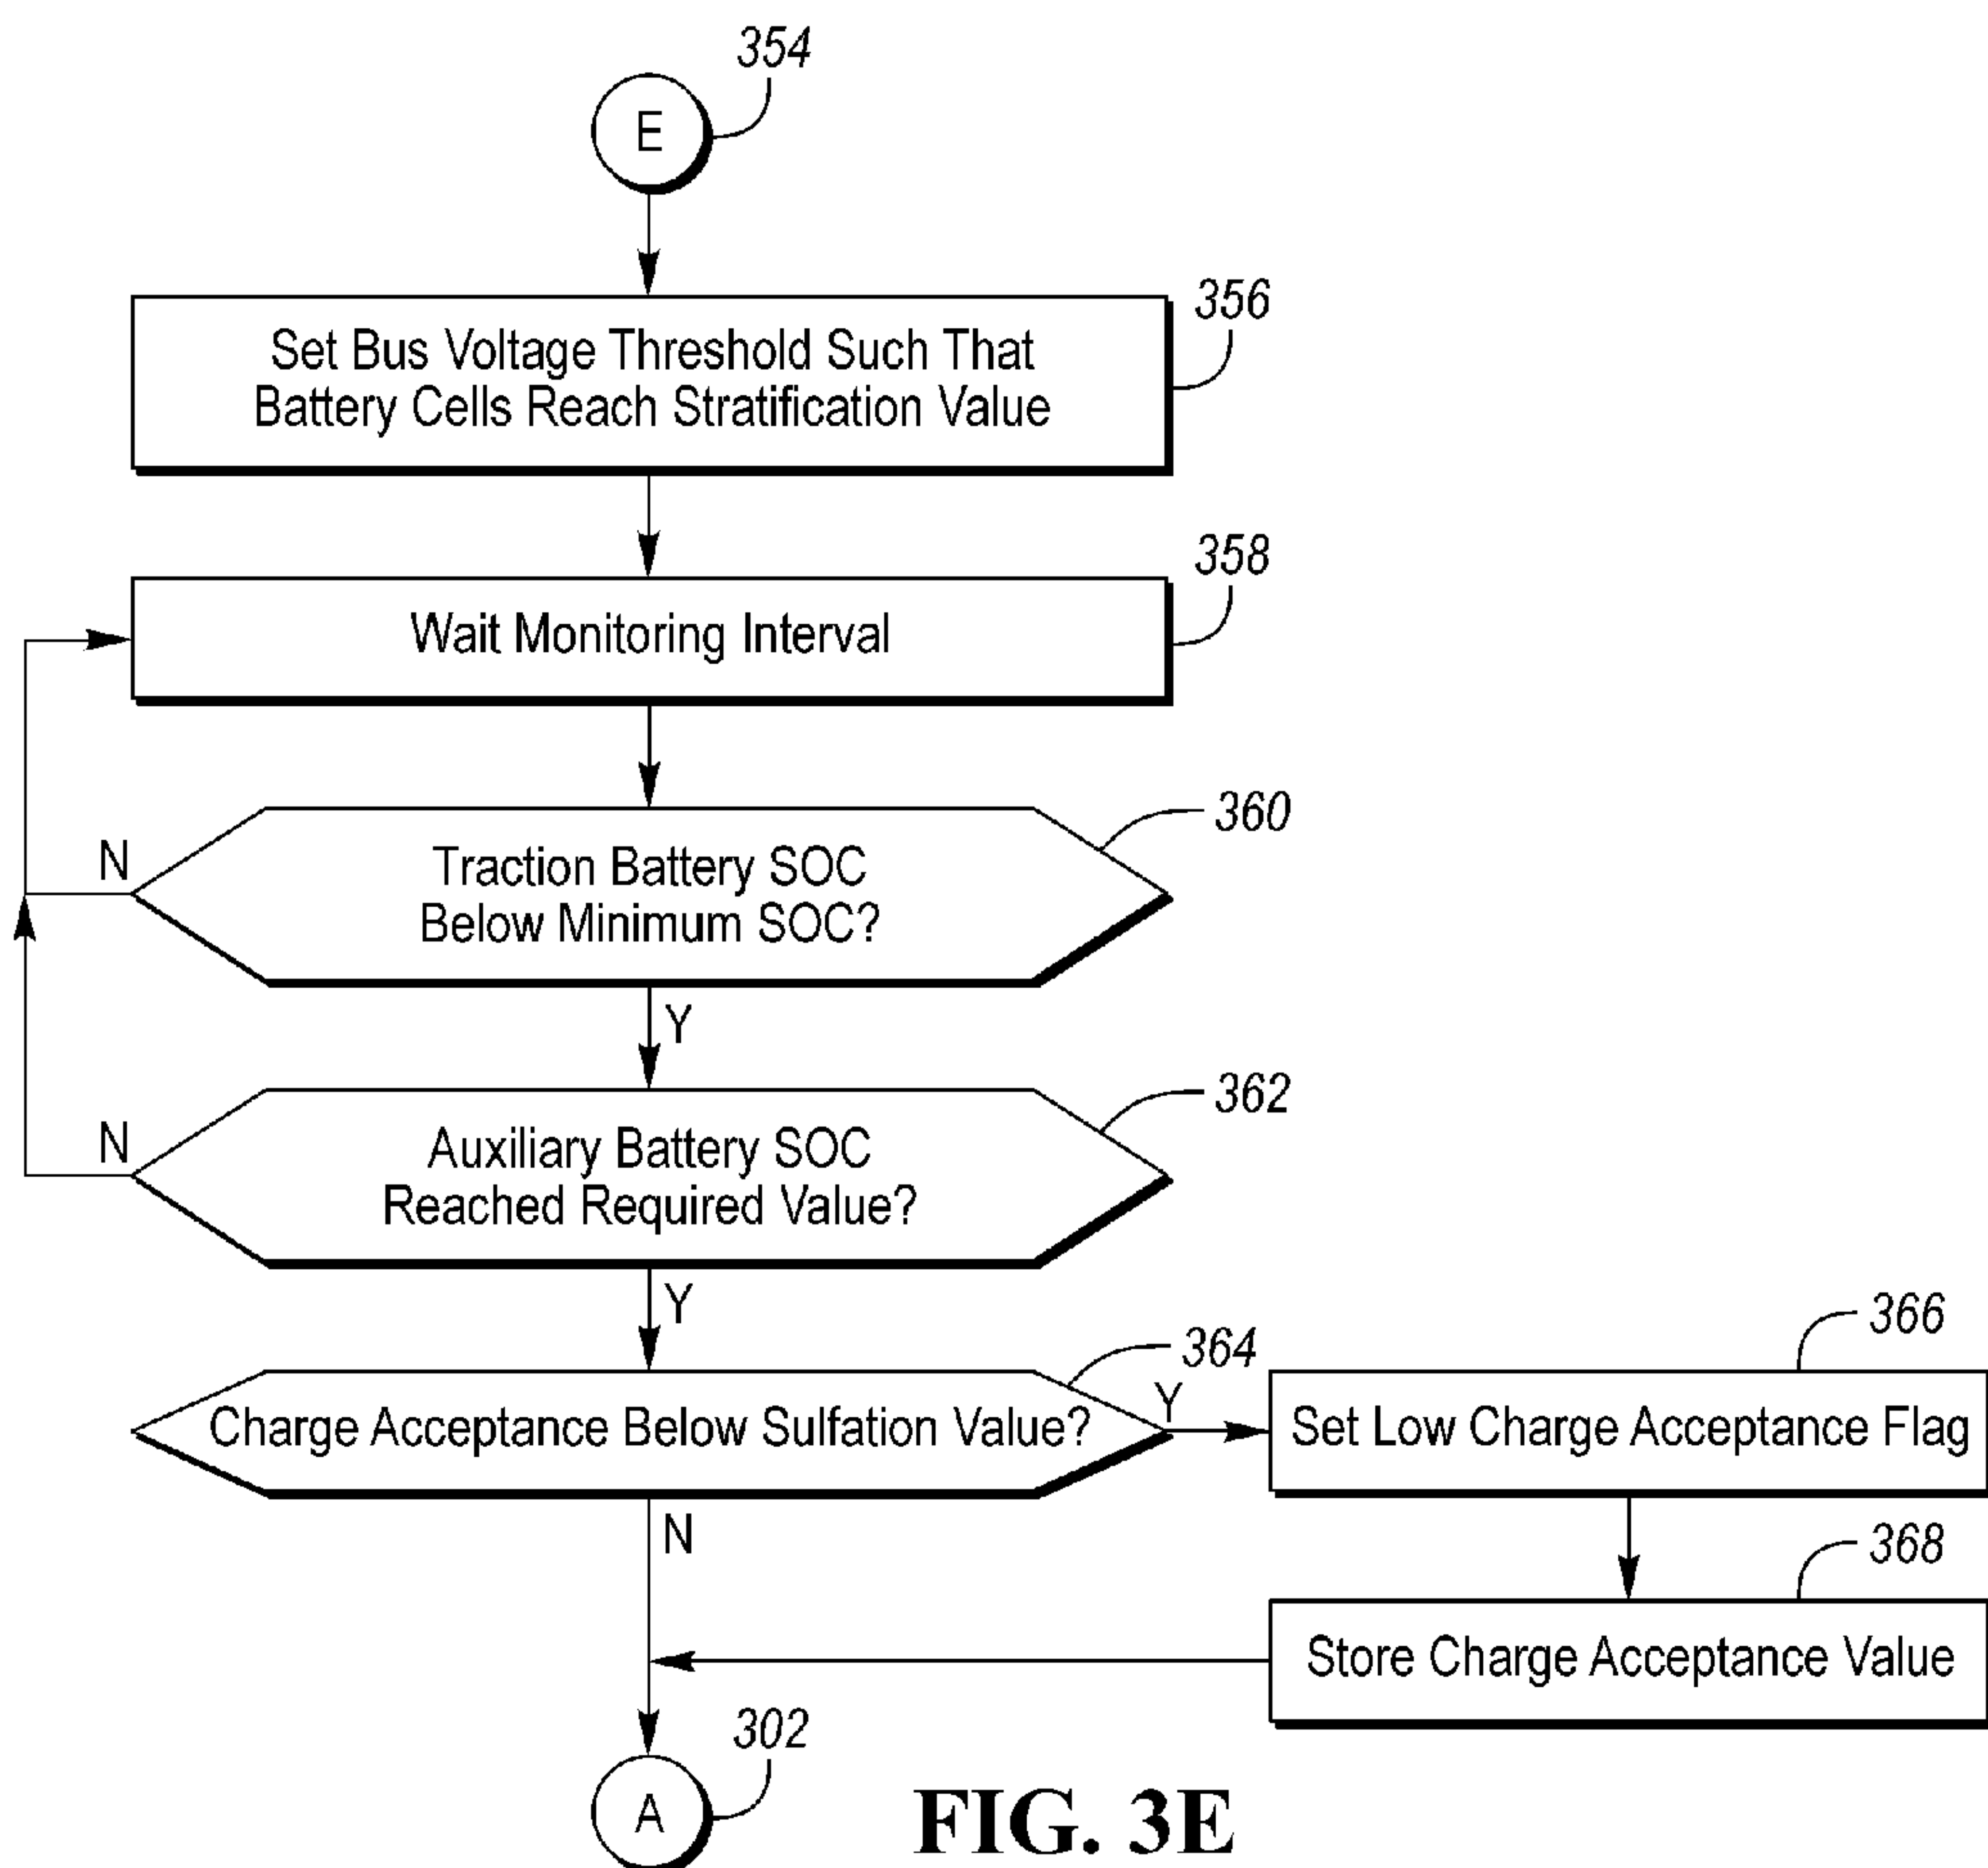 354
E
356
Set Bus Voltage Threshold Such That
Battery Cells Reach Stratification Value
358
Wait Monitoring Interval
360
N
Traction Battery SOC
Below Minimum SOC?
Y
362
N
Auxiliary Battery SOC
Reached Required Value?
Y
364
366
Charge Acceptance Below Sulfation Value?
Y
Set Low Charge Acceptance Flag
N
368
Store Charge Acceptance Value
302
A
FIG. 3E